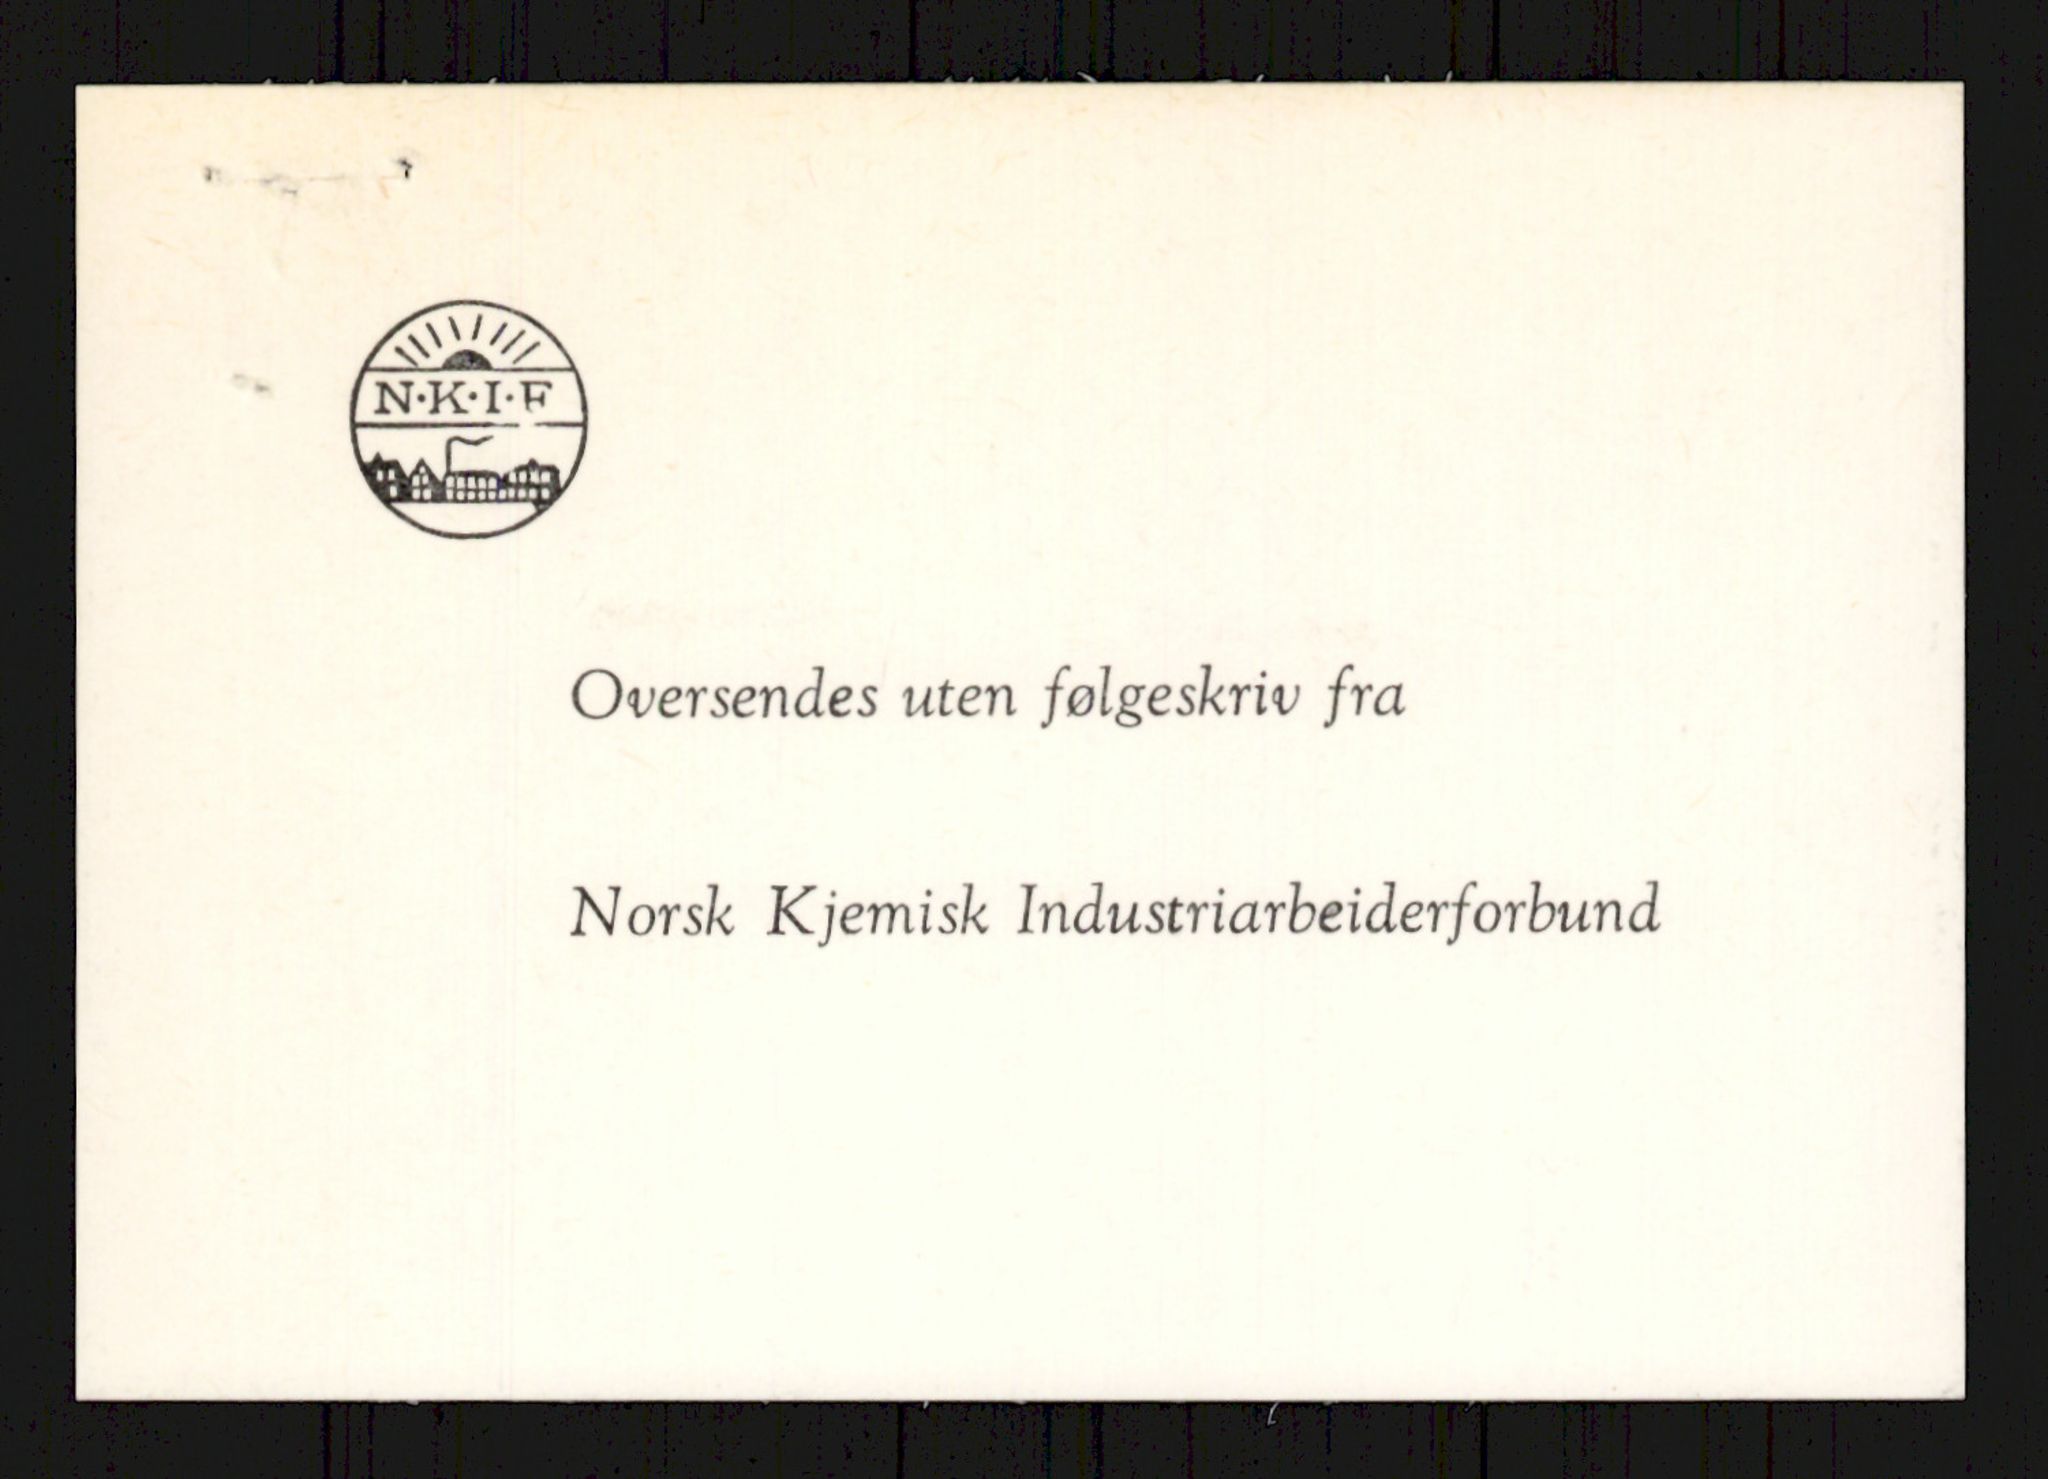 N·K·I·F
Oversendes uten følgeskriv fra
Norsk Kjemisk Industriarbeiderforbund